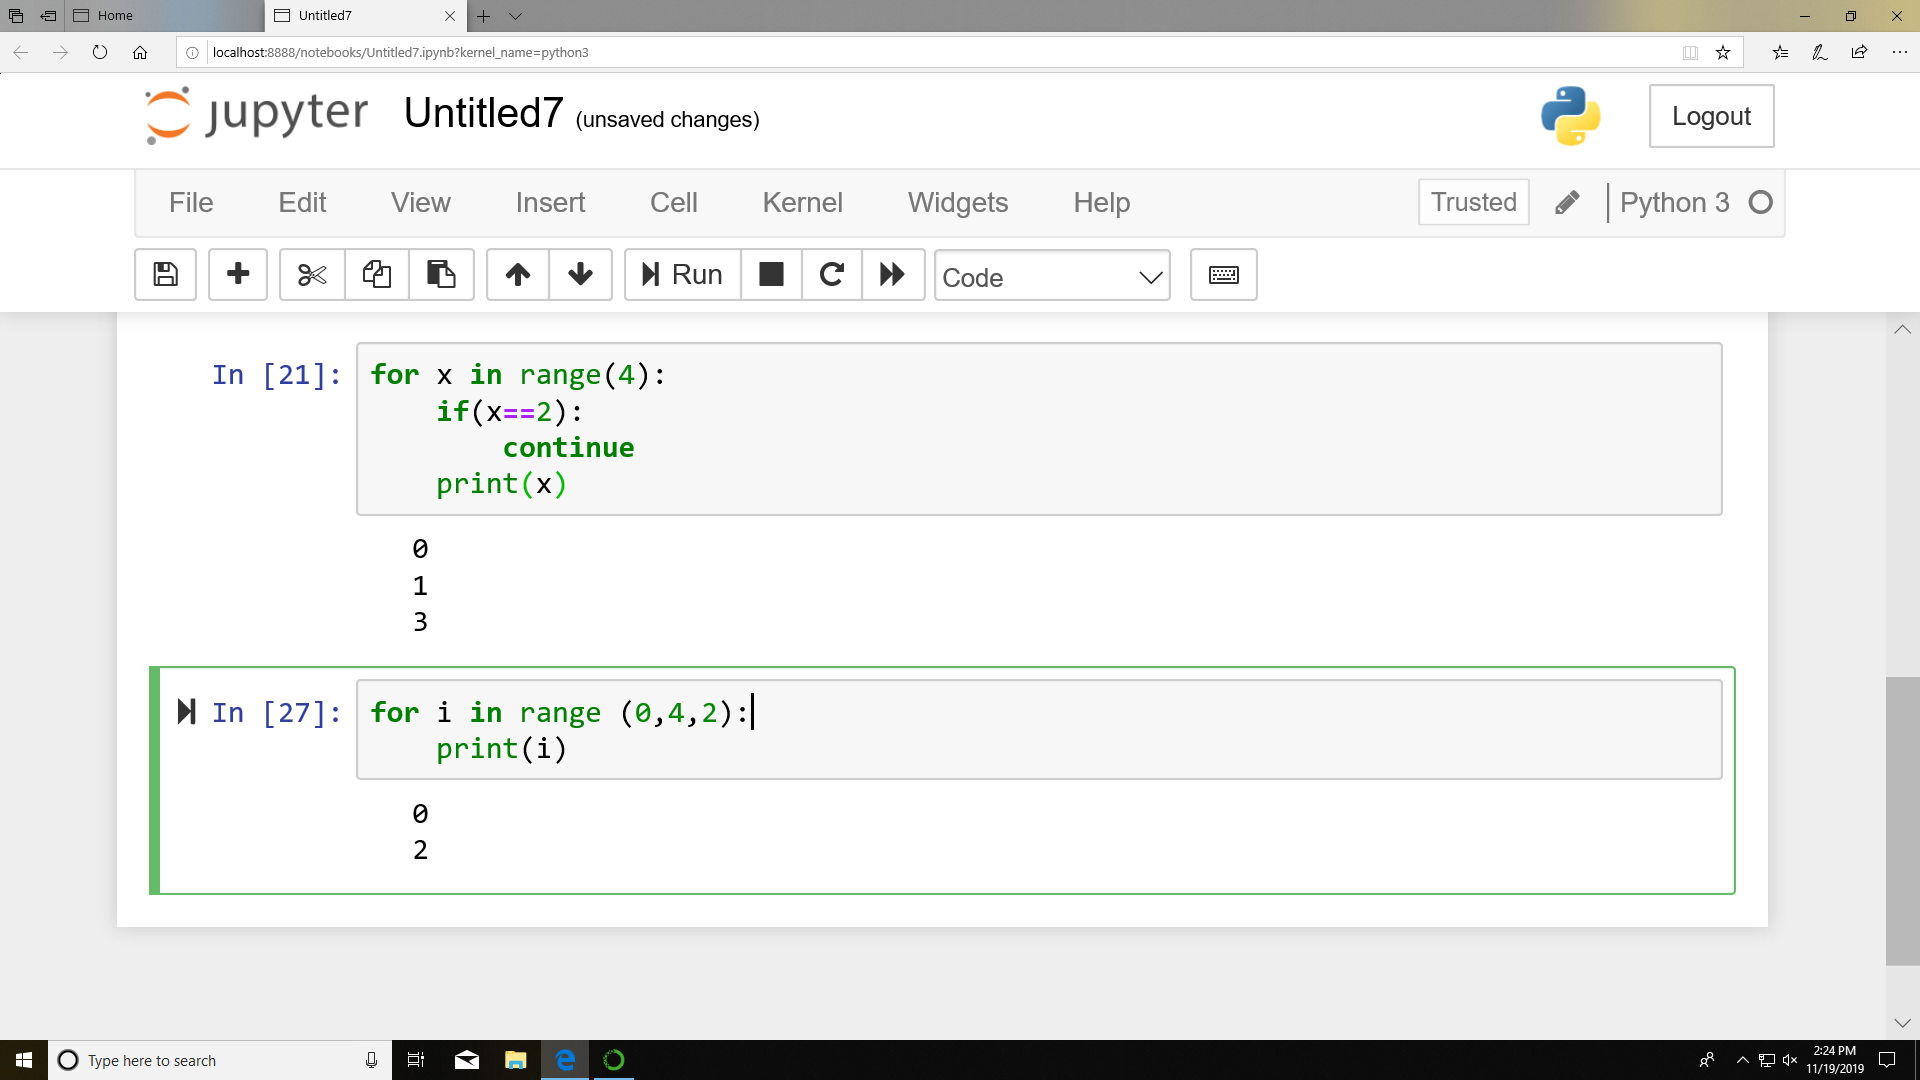 Home
Untitled7
localhost:8888/notebooks/Untitled7.ipynb?kernel_name=python3
jupyter Untitled7 (unsaved changes)
Logout
File Edit View Insert Cell Kernel Widgets Help
Trusted
Python 3
Run
Code
In [21]:
for x in range(4):
    if(x==2):
        continue
    print(x)
0
1
3
In [27]:
for i in range (0,4,2):
    print(i)
0
2
Type here to search
2:24 PM
11/19/2019